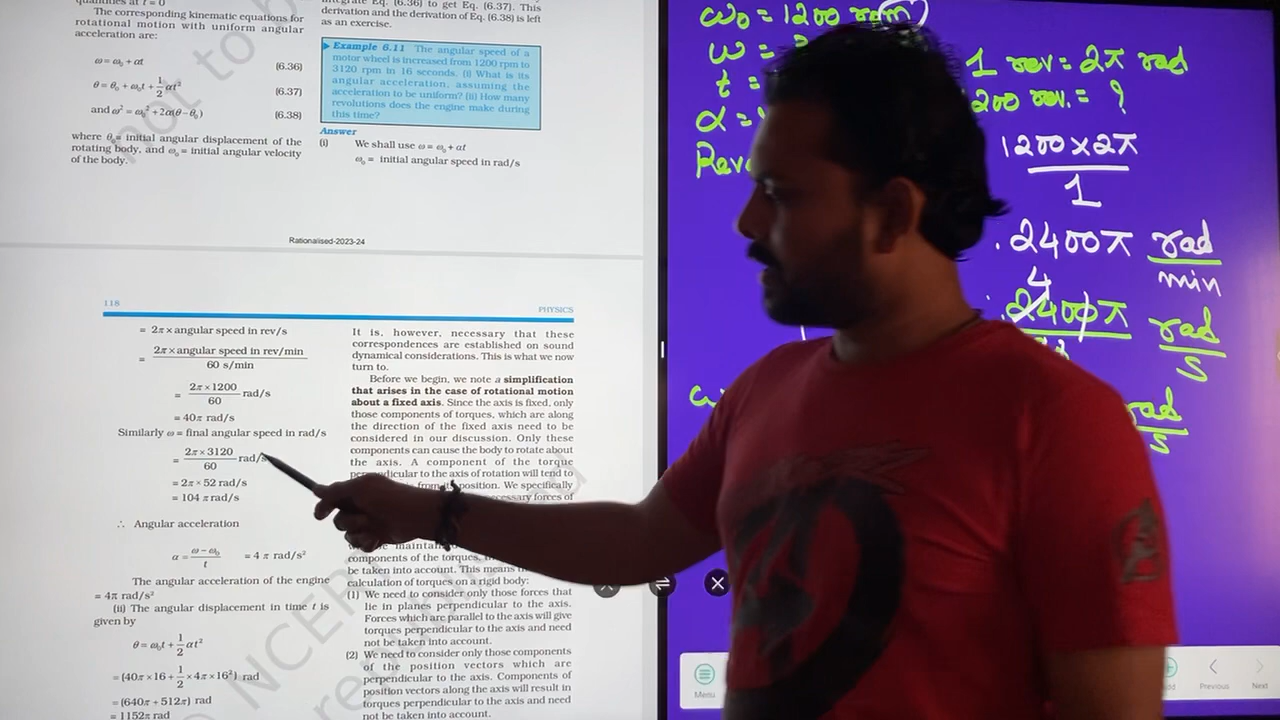 quantities at t = 0
The corresponding kinematic equations for
rotational motion with uniform angular
acceleration are:
ω = ω₀ + αt (6.36)
θ = θ₀ + ω₀t + 1/2 αt² (6.37)
and ω² = ω₀² + 2α(θ – θ₀) (6.38)
where θ₀= initial angular displacement of the
rotating body, and ω₀ = initial angular velocity
of the body.
Eq. (6.36) to get Eq. (6.37). This
derivation and the derivation of Eq. (6.38) is left
as an exercise.
Example 6.11 The angular speed of a
motor wheel is increased from 1200 rpm to
3120 rpm in 16 seconds. (i) What is its
angular acceleration, assuming the
acceleration to be uniform? (ii) How many
revolutions does the engine make during
this time?
Answer
(i) We shall use ω = ω₀ + αt
ω₀ = initial angular speed in rad/s
Rationalised-2023-24
118
PHYSICS
= 2π × angular speed in rev/s
= 2π × angular speed in rev/min / 60 s/min
= 2π × 1200 / 60 rad/s
= 40π rad/s
Similarly ω = final angular speed in rad/s
= 2π × 3120 / 60 rad/s
= 2π × 52 rad/s
= 104 π rad/s
∴ Angular acceleration
α = ω – ω₀ / t = 4 π rad/s²
The angular acceleration of the engine
= 4π rad/s²
(ii) The angular displacement in time t is
given by
θ = ω₀t + 1/2 αt²
= (40π × 16 + 1/2 × 4π × 16²) rad
= (640π + 512π) rad
= 1152π rad
It is, however, necessary that these
correspondences are established on sound
dynamical considerations. This is what we now
turn to.
Before we begin, we note a simplification
that arises in the case of rotational motion
about a fixed axis. Since the axis is fixed, only
those components of torques, which are along
the direction of the fixed axis need to be
considered in our discussion. Only these
components can cause the body to rotate about
the axis. A component of the torque
perpendicular to the axis of rotation will tend to
position. We specifically
forces of
components of the torques,
be taken into account. This means
calculation of torques on a rigid body:
(1) We need to consider only those forces that
lie in planes perpendicular to the axis.
Forces which are parallel to the axis will give
torques perpendicular to the axis and need
not be taken into account.
(2) We need to consider only those components
of the position vectors which are
perpendicular to the axis. Components of
position vectors along the axis will result in
torques perpendicular to the axis and need
not be taken into account.
ω₀ = 1200 rpm
ω =
t =
α =
1 rev = 2π rad
200 rev. = ?
1200 × 2π / 1
2400π rad/min
2400π rad/s
rad/s
Menu
Previous
Next